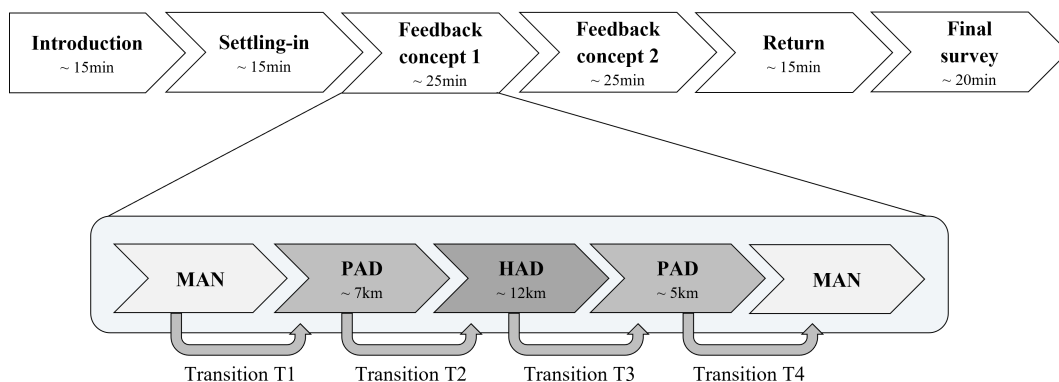 Introduction
~ 15min
Settling-in
~ 15min
Feedback
concept 1
~ 25min
Feedback
concept 2
~ 25min
Return
~ 15min
Final
survey
~ 20min
MAN
PAD
~ 7km
HAD
~ 12km
PAD
~ 5km
MAN
Transition T1
Transition T2
Transition T3
Transition T4